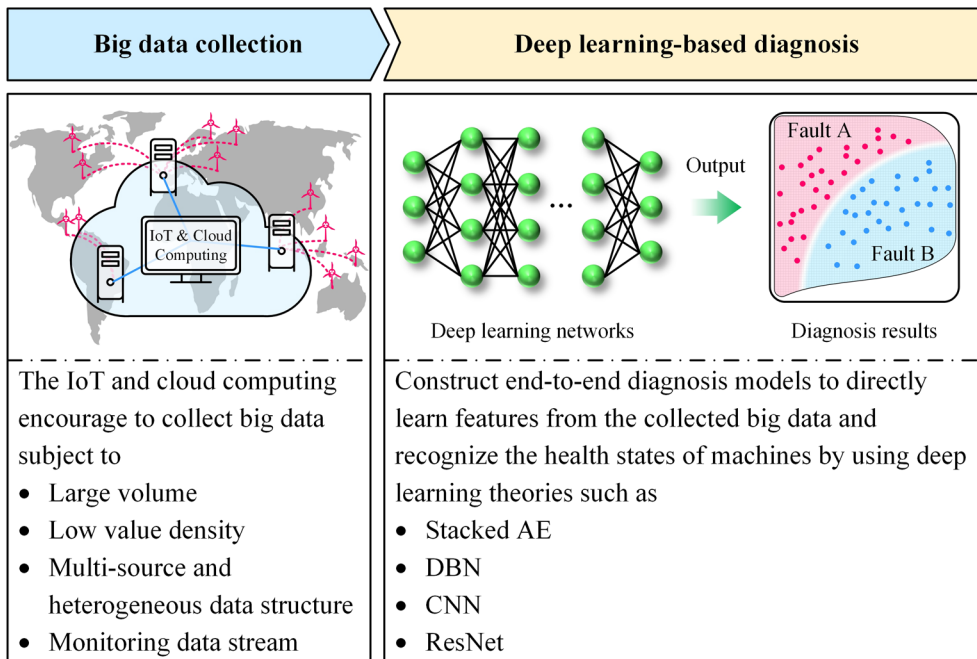 Big data collection
Deep learning-based diagnosis
IoT & Cloud
Computing
Output
Fault A
Fault B
...
Deep learning networks
Diagnosis results
The IoT and cloud computing
encourage to collect big data
subject to
• Large volume
• Low value density
• Multi-source and
heterogeneous data structure
• Monitoring data stream
Construct end-to-end diagnosis models to directly
learn features from the collected big data and
recognize the health states of machines by using deep
learning theories such as
• Stacked AE
• DBN
• CNN
• ResNet